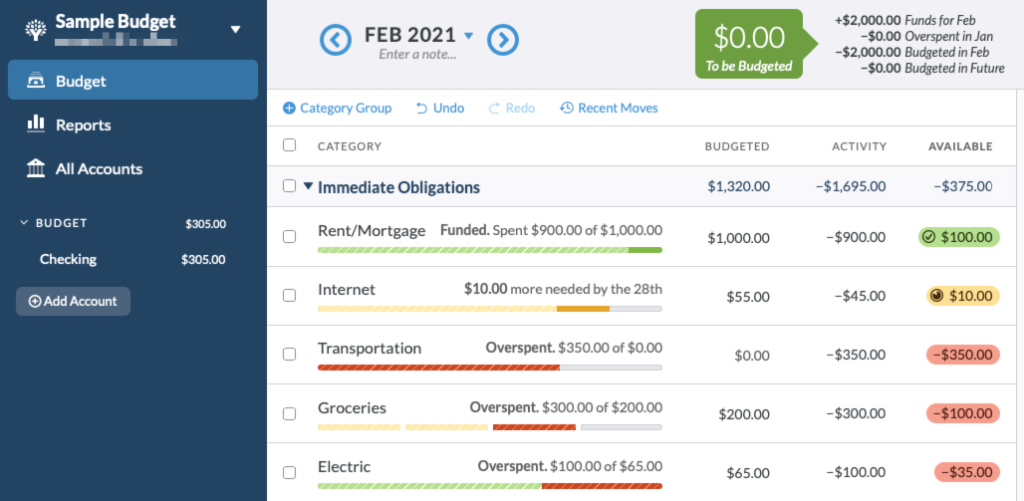 Sample Budget
Budget
Reports
All Accounts
BUDGET $305.00
Checking $305.00
Add Account
FEB 2021
Enter a note...
$0.00
To be Budgeted
+$2,000.00 Funds for Feb
−$0.00 Overspent in Jan
−$2,000.00 Budgeted in Feb
−$0.00 Budgeted in Future
Category Group Undo Redo Recent Moves
CATEGORY BUDGETED ACTIVITY AVAILABLE
Immediate Obligations $1,320.00 −$1,695.00 −$375.00
Rent/Mortgage Funded. Spent $900.00 of $1,000.00 $1,000.00 −$900.00 $100.00
Internet $10.00 more needed by the 28th $55.00 −$45.00 $10.00
Transportation Overspent. $350.00 of $0.00 $0.00 −$350.00 −$350.00
Groceries Overspent. $300.00 of $200.00 $200.00 −$300.00 −$100.00
Electric Overspent. $100.00 of $65.00 $65.00 −$100.00 −$35.00